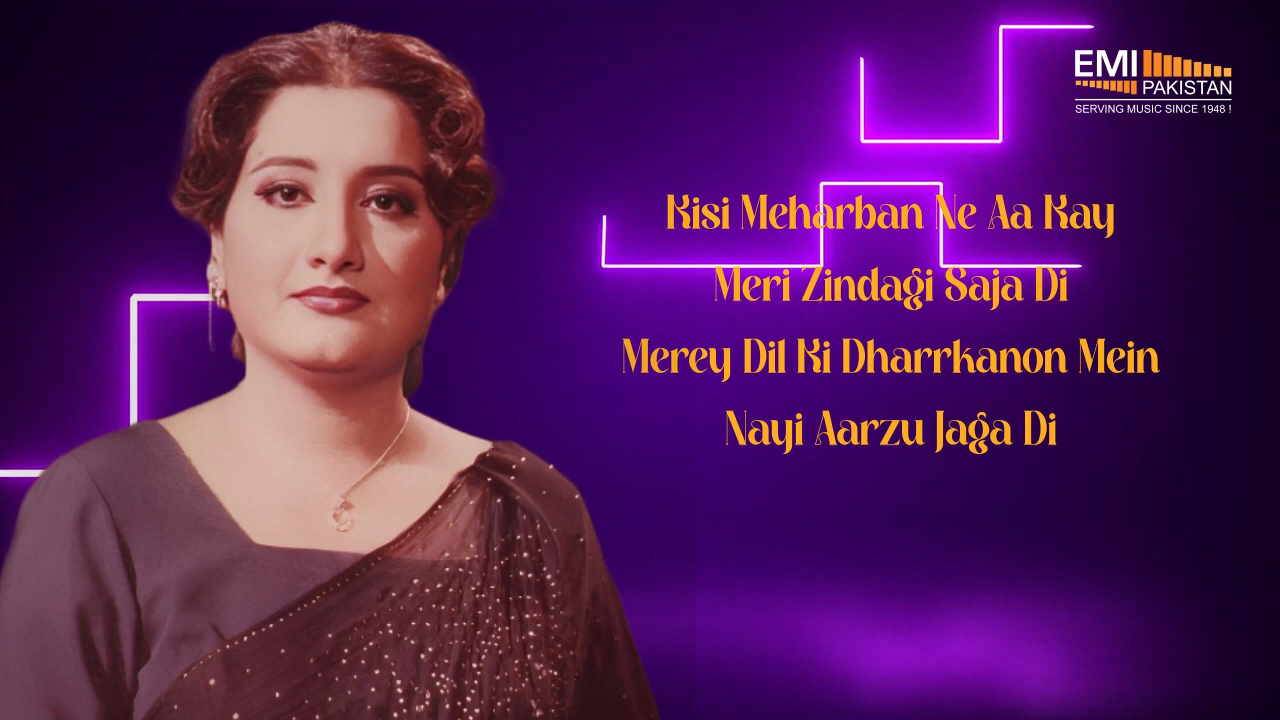 EMI
PAKISTAN
SERVING MUSIC SINCE 1948 !
Kisi Meharban Ne Aa Kay
Meri Zindagi Saja Di
Merey Dil Ki Dharrkanon Mein
Nayi Aarzu Jaga Di